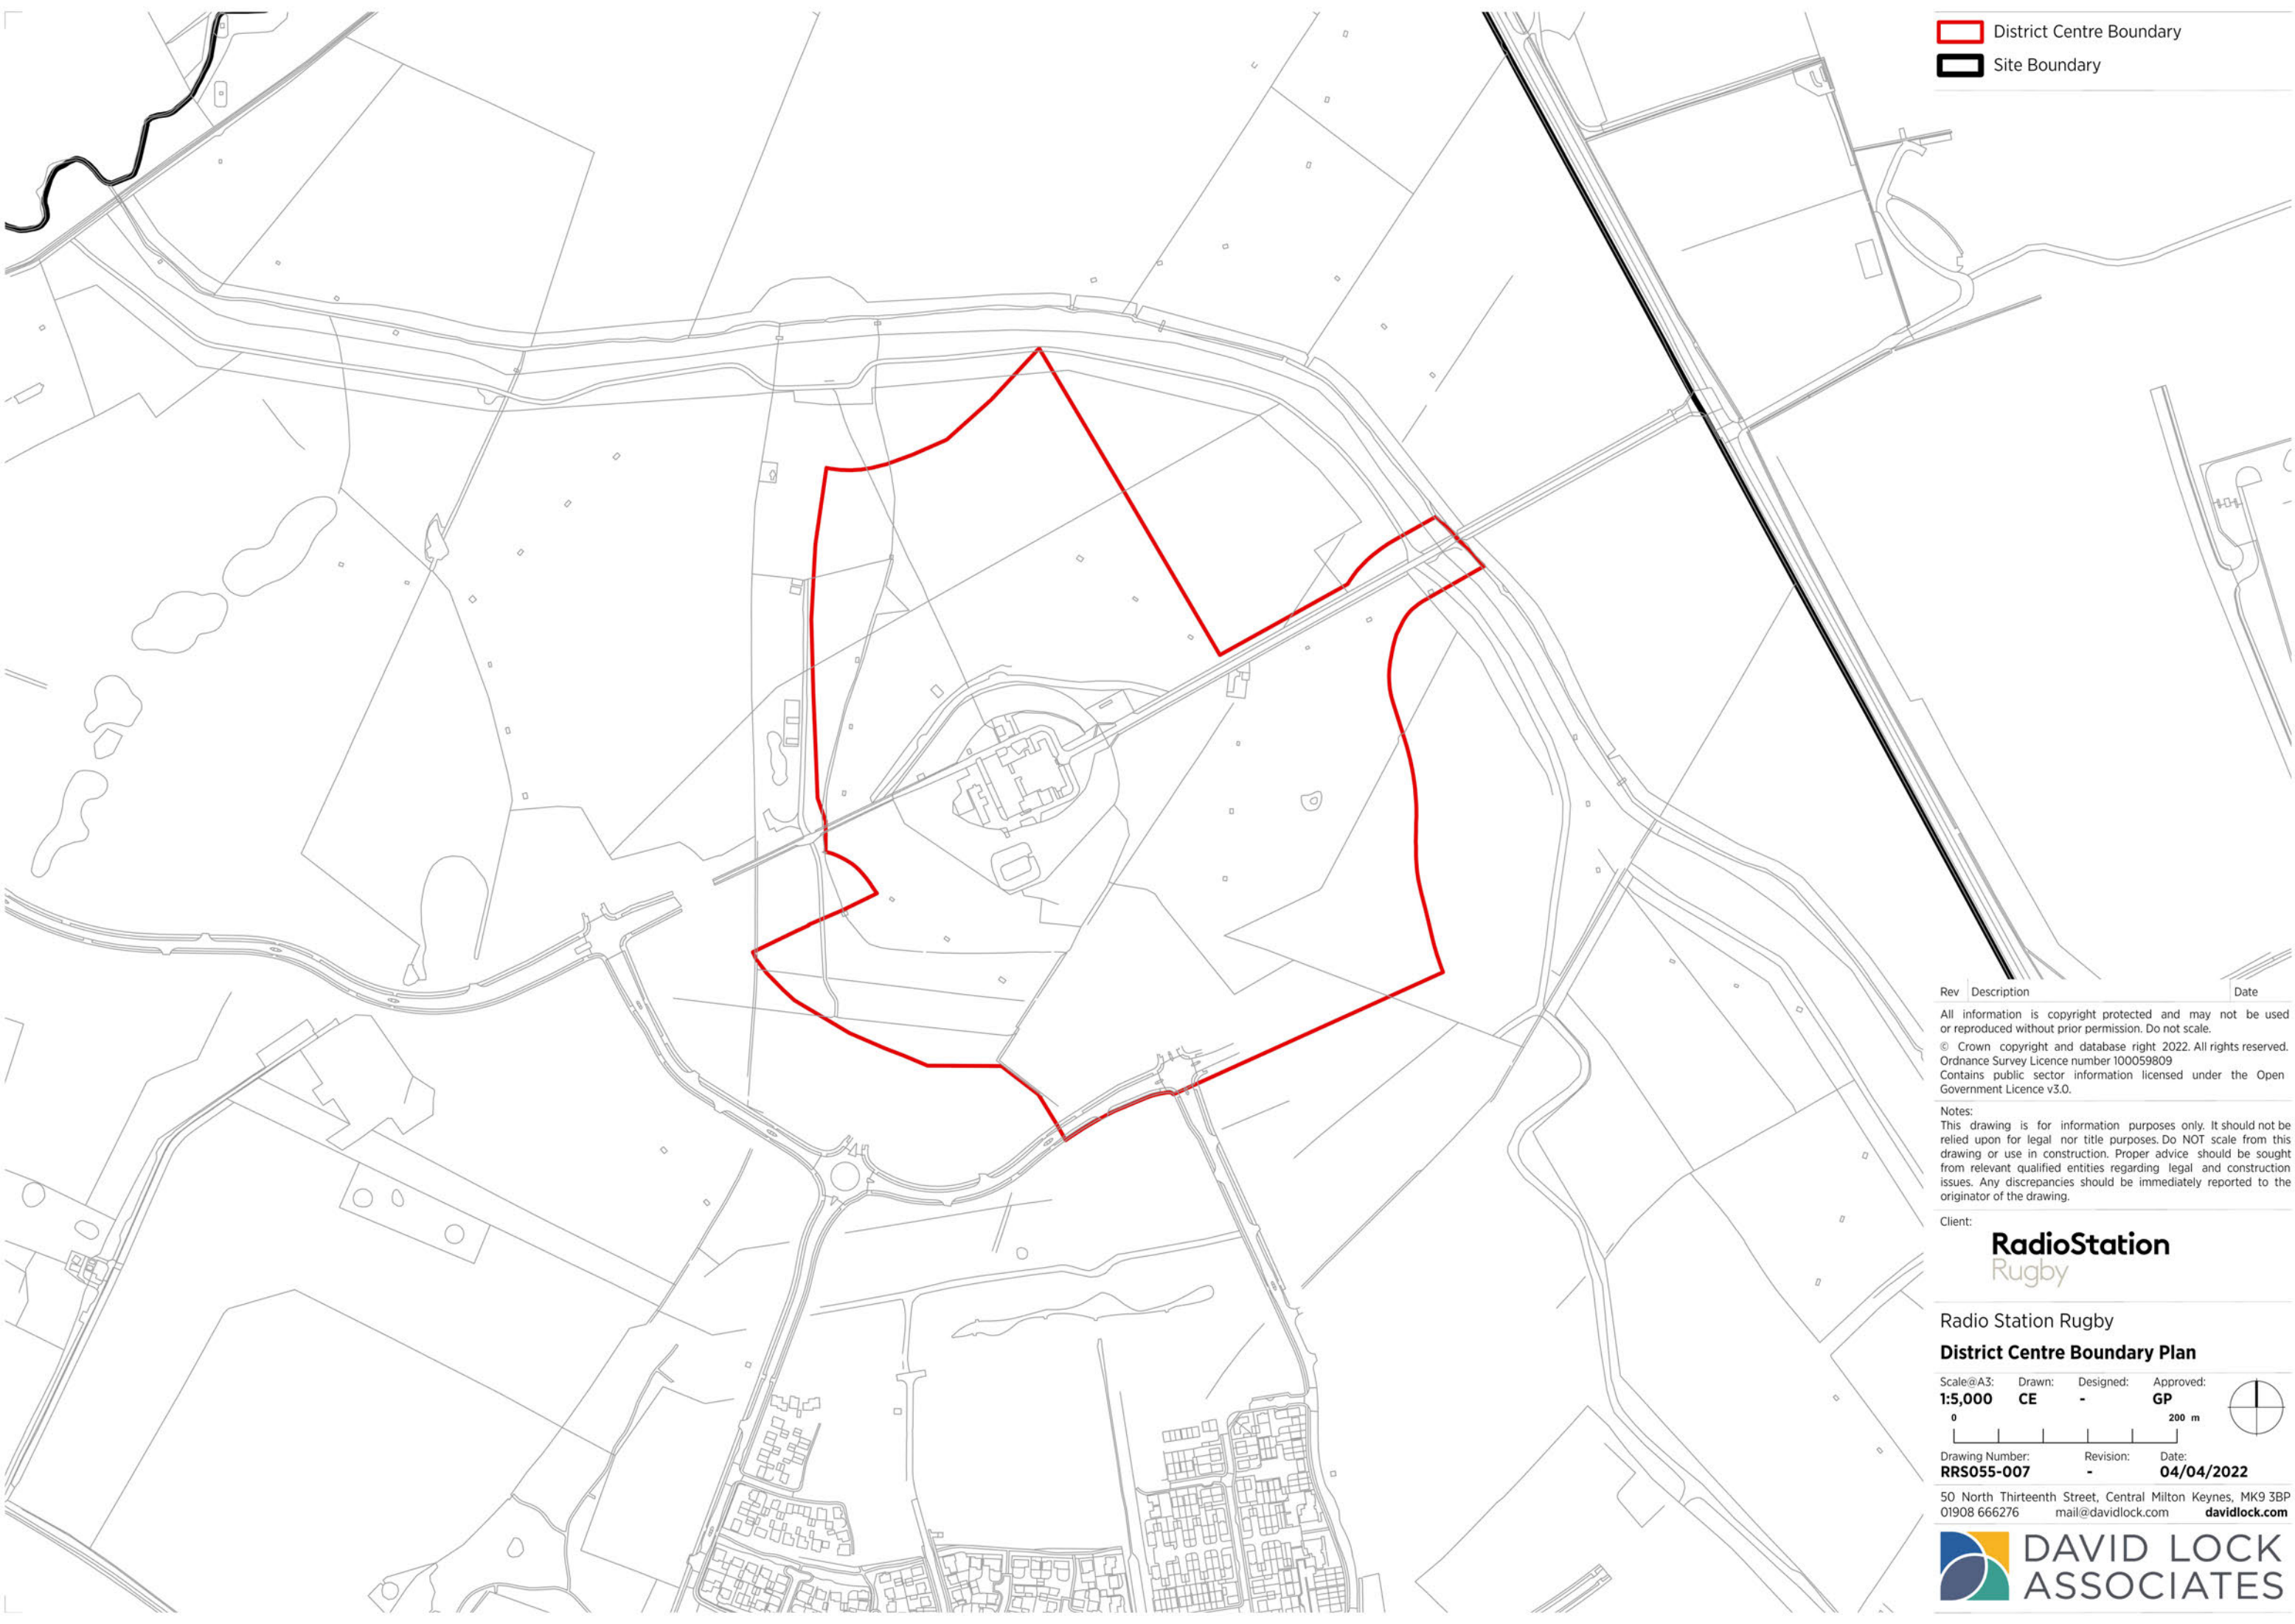 District Centre Boundary
Site Boundary
Rev Description Date
All information is copyright protected and may not be used
or reproduced without prior permission. Do not scale.
© Crown copyright and database right 2022. All rights reserved.
Ordnance Survey Licence number 100059809
Contains public sector information licensed under the Open
Government Licence v3.0.
Notes:
This drawing is for information purposes only. It should not be
relied upon for legal nor title purposes. Do NOT scale from this
drawing or use in construction. Proper advice should be sought
from relevant qualified entities regarding legal and construction
issues. Any discrepancies should be immediately reported to the
originator of the drawing.
Client:
RadioStation
Rugby
Radio Station Rugby
District Centre Boundary Plan
Scale@A3: Drawn: Designed: Approved:
1:5,000 CE - GP
0 200 m
Drawing Number: Revision: Date:
RRS055-007 - 04/04/2022
50 North Thirteenth Street, Central Milton Keynes, MK9 3BP
01908 666276 mail@davidlock.com davidlock.com
DAVID LOCK
ASSOCIATES